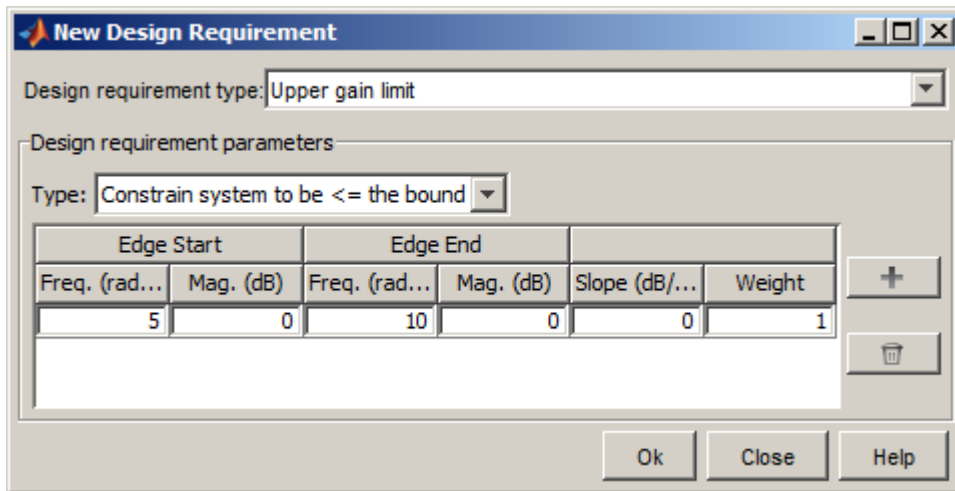 New Design Requirement
Design requirement type: Upper gain limit
Design requirement parameters
Type: Constrain system to be <= the bound
Edge Start Edge End
Freq. (rad... Mag. (dB) Freq. (rad... Mag. (dB) Slope (dB/... Weight
5 0 10 0 0 1
Ok Close Help